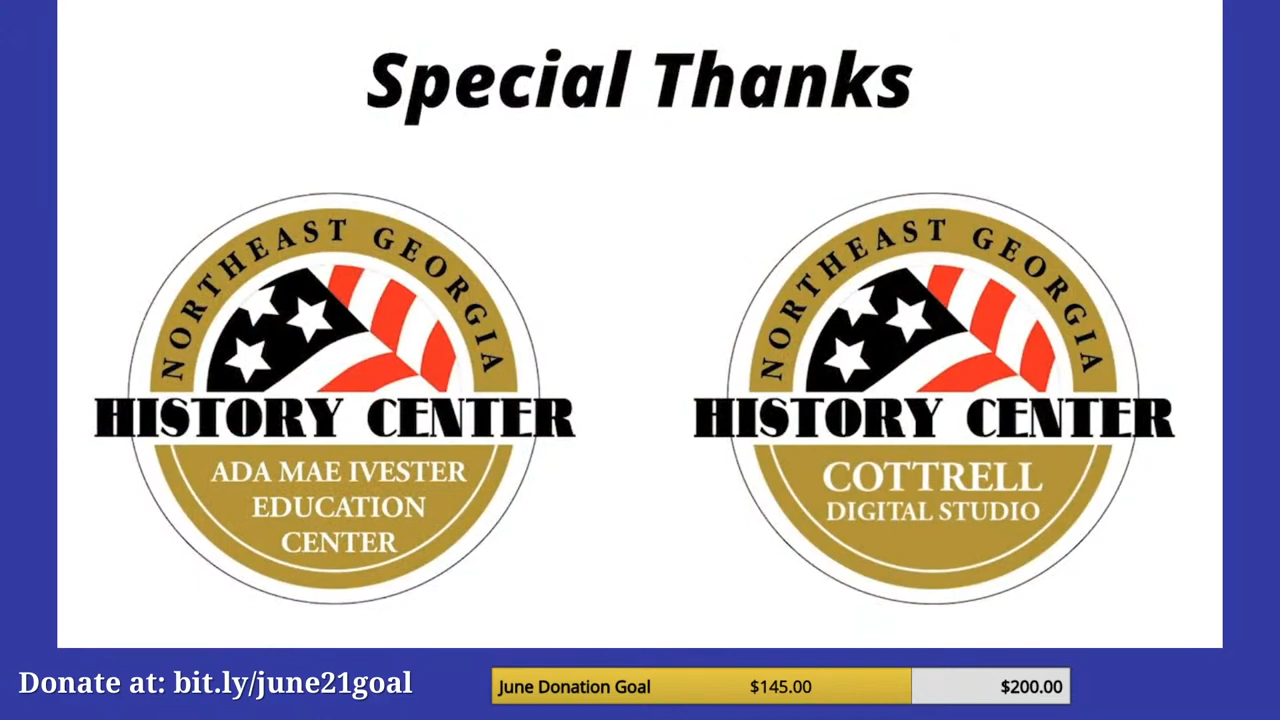 Special Thanks
NORTHEAST GEORGIA
HISTORY CENTER
ADA MAE IVESTER
EDUCATION
CENTER
NORTHEAST GEORGIA
HISTORY CENTER
COTTRELL
DIGITAL STUDIO
Donate at: bit.ly/june21goal
June Donation Goal $145.00 $200.00